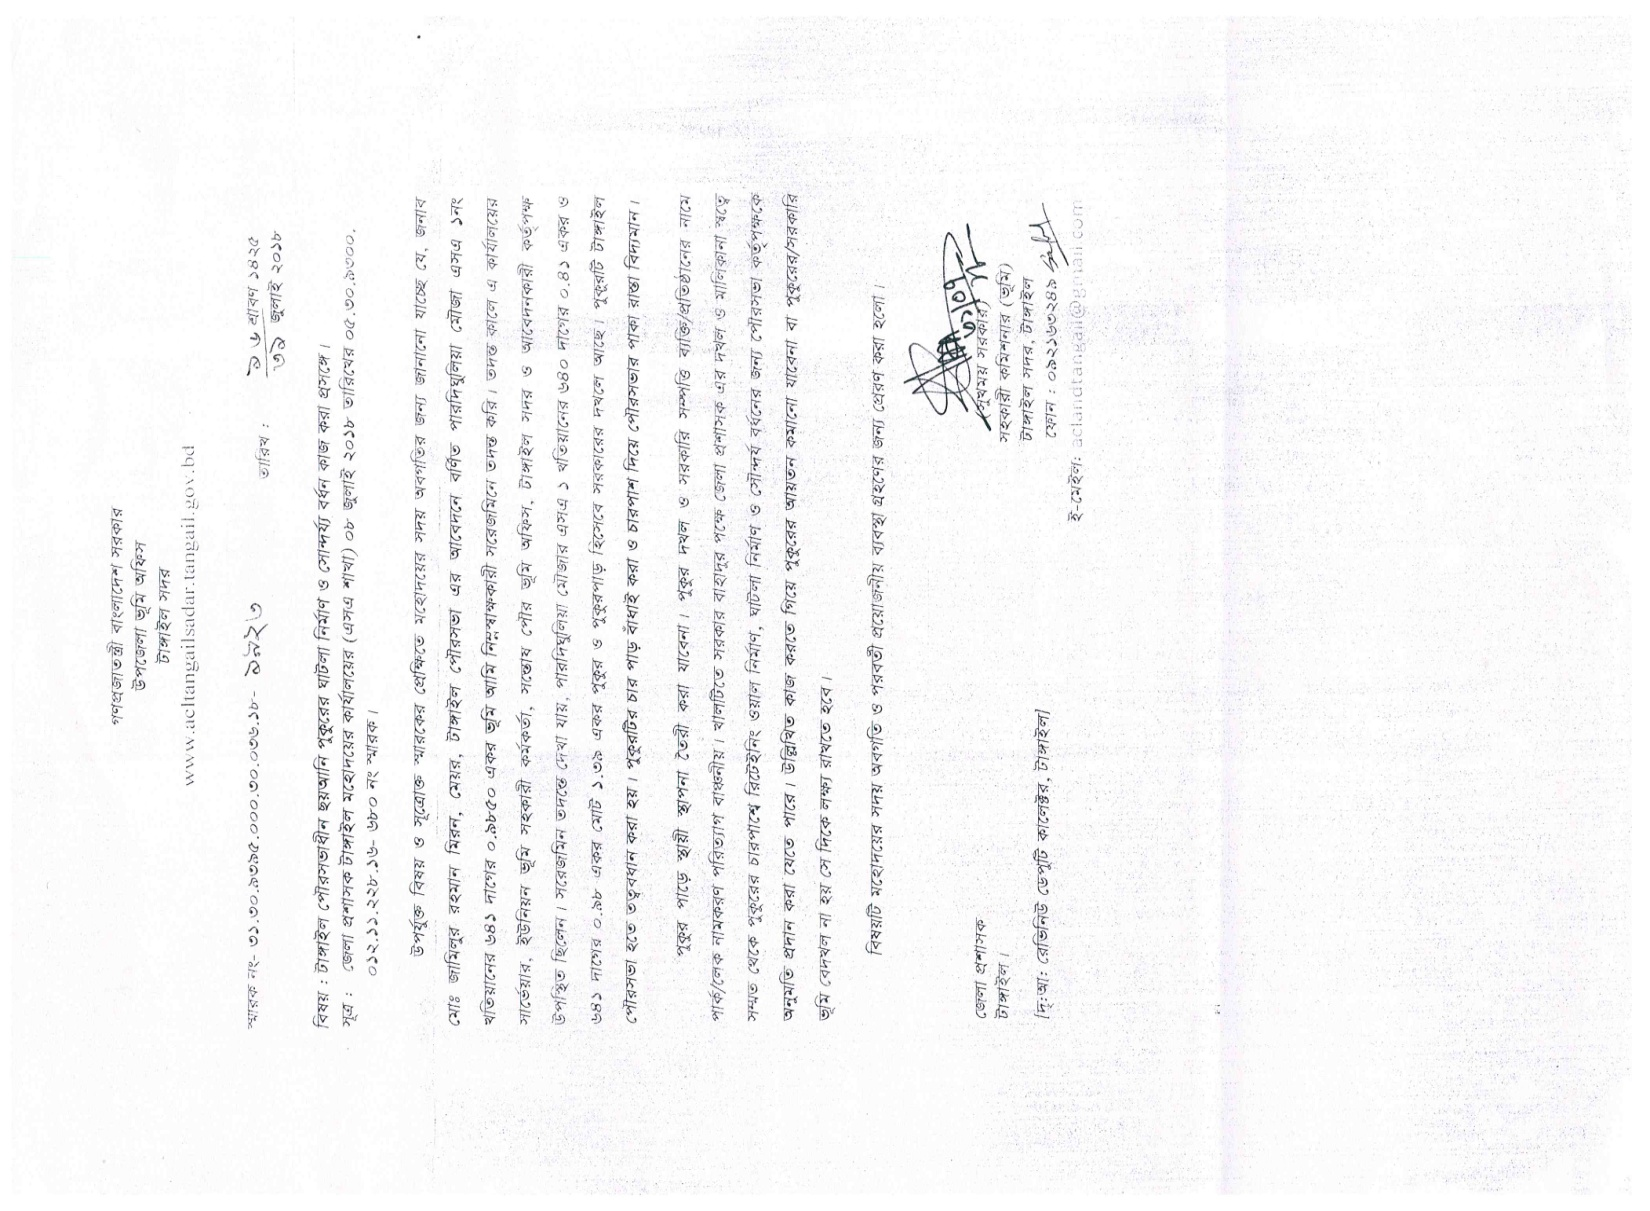 গণপ্রজাতন্ত্রী বাংলাদেশ সরকার
উপজেলা ভূমি অফিস
টাঙ্গাইল সদর
www.acltangailsadar.tangail.gov.bd
স্মারক নং- ৩১.৩০.৯৩৯৫.০০০.৩০.০০.০৩৬.১৮- ১৯২৩ তারিখ : ১৬ শ্রাবণ ১৪২৫
৩১ জুলাই ২০১৮
বিষয় : টাঙ্গাইল পৌরসভাধীন ছয়আনি পুকুরের ঘাটলা নির্মাণ ও সৌন্দর্য্য বর্ধন কাজ করা প্রসঙ্গে।
সূত্র : জেলা প্রশাসক টাঙ্গাইল মহোদয়ের কার্যালয়ের (এসএ শাখা) ০৮ জুলাই ২০১৮ তারিখের ০৫.৩০.৯৩০০.
০১২.১১.২২৮.১৬- ৬৮০ নং স্মারক।
উপর্যুক্ত বিষয় ও সূত্রোক্ত স্মারকের প্রেক্ষিতে মহোদয়ের সদয় অবগতির জন্য জানানো যাচ্ছে যে, জনাব
মোঃ জামিলুর রহমান মিরন, মেয়র, টাঙ্গাইল পৌরসভা এর আবেদনে বর্ণিত পারদিঘুলিয়া মৌজা এসএ ১নং
খতিয়ানের ৬৪১ দাগের ০.৯৮৫০ একর ভূমি আমি নিম্নস্বাক্ষরকারী সরেজমিনে তদন্ত করি। তদন্ত কালে এ কার্যালয়ের
সার্ভেয়ার, ইউনিয়ন ভূমি সহকারী কর্মকর্তা, সন্তোষ পৌর ভূমি অফিস, টাঙ্গাইল সদর ও আবেদনকারী কর্তৃপক্ষ
উপস্থিত ছিলেন। সরেজমিন তদন্তে দেখা যায়, পারদিঘুলিয়া মৌজার এসএ ১ খতিয়ানের ৬৪০ দাগের ০.৪১ একর ও
৬৪১ দাগের ০.৯৮ একর মোট ১.৩৯ একর পুকুর ও পুকুরপাড় হিসেবে সরকারের দখলে আছে। পুকুরটি টাঙ্গাইল
পৌরসভা হতে তত্ত্ববধান করা হয়। পুকুরটির চার পাড় বাঁধাই করা ও চারপাশ দিয়ে পৌরসভার পাকা রাস্তা বিদ্যমান।
পুকুর পাড়ে স্থায়ী স্থাপনা তৈরী করা যাবেনা। পুকুর দখল ও সরকারি সম্পত্তি ব্যক্তি/প্রতিষ্ঠানের নামে
পার্ক/লেক নামকরণ পরিত্যাগ বাঞ্ছনীয়। খালটিতে সরকার বাহাদুর পক্ষে জেলা প্রশাসক এর দখল ও মালিকানা স্বত্ত্বে
সম্মত থেকে পুকুরের চারপাশে রিটেইনিং ওয়াল নির্মাণ, ঘাটলা নির্মাণ ও সৌন্দর্য বর্ধনের জন্য পৌরসভা কর্তৃপক্ষকে
অনুমতি প্রদান করা যেতে পারে। উল্লিখিত কাজ করতে গিয়ে পুকুরের আয়তন কমানো যাবেনা বা পুকুরের/সরকারি
ভূমি বেদখল না হয় সে দিকে লক্ষ্য রাখতে হবে।
বিষয়টি মহোদয়ের সদয় অবগতি ও পরবর্তী প্রয়োজনীয় ব্যবস্থা গ্রহণের জন্য প্রেরণ করা হলো।
৩১/০৭/১৮
(সুখময় সরকার)
সহকারী কমিশনার (ভূমি)
টাঙ্গাইল সদর, টাঙ্গাইল
ফোন : ০৯২১৬৩২৪৯
ই-মেইল: aclandtangail@gmail.com
জেলা প্রশাসক
টাঙ্গাইল।
[দৃ:আ: রেভিনিউ ডেপুটি কালেক্টর, টাঙ্গাইল]